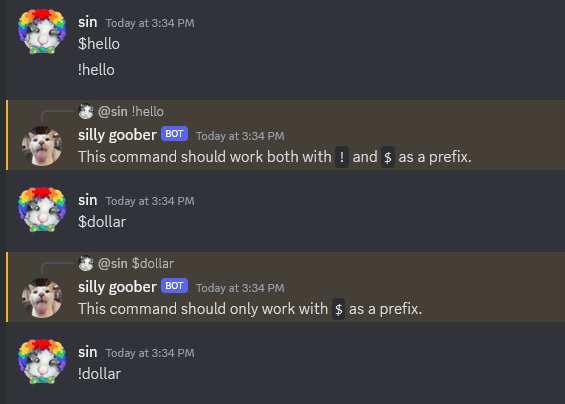 sin Today at 3:34 PM
$hello
!hello
@sin !hello
silly goober BOT Today at 3:34 PM
This command should work both with ! and $ as a prefix.
sin Today at 3:34 PM
$dollar
@sin $dollar
silly goober BOT Today at 3:34 PM
This command should only work with $ as a prefix.
sin Today at 3:34 PM
!dollar